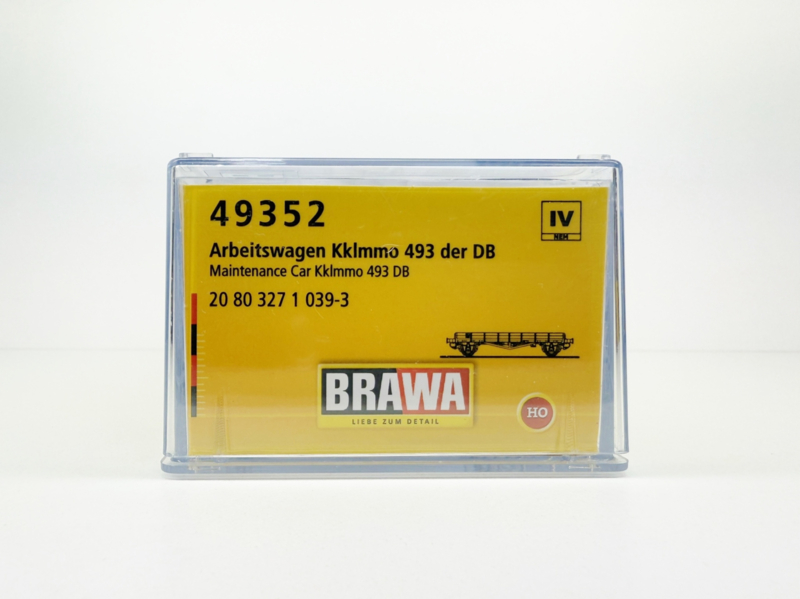 49352
IV
NEM
Arbeitswagen Kklmmo 493 der DB
Maintenance Car Kklmmo 493 DB
20 80 327 1 039-3
BRAWA
LIEBE ZUM DETAIL
HO